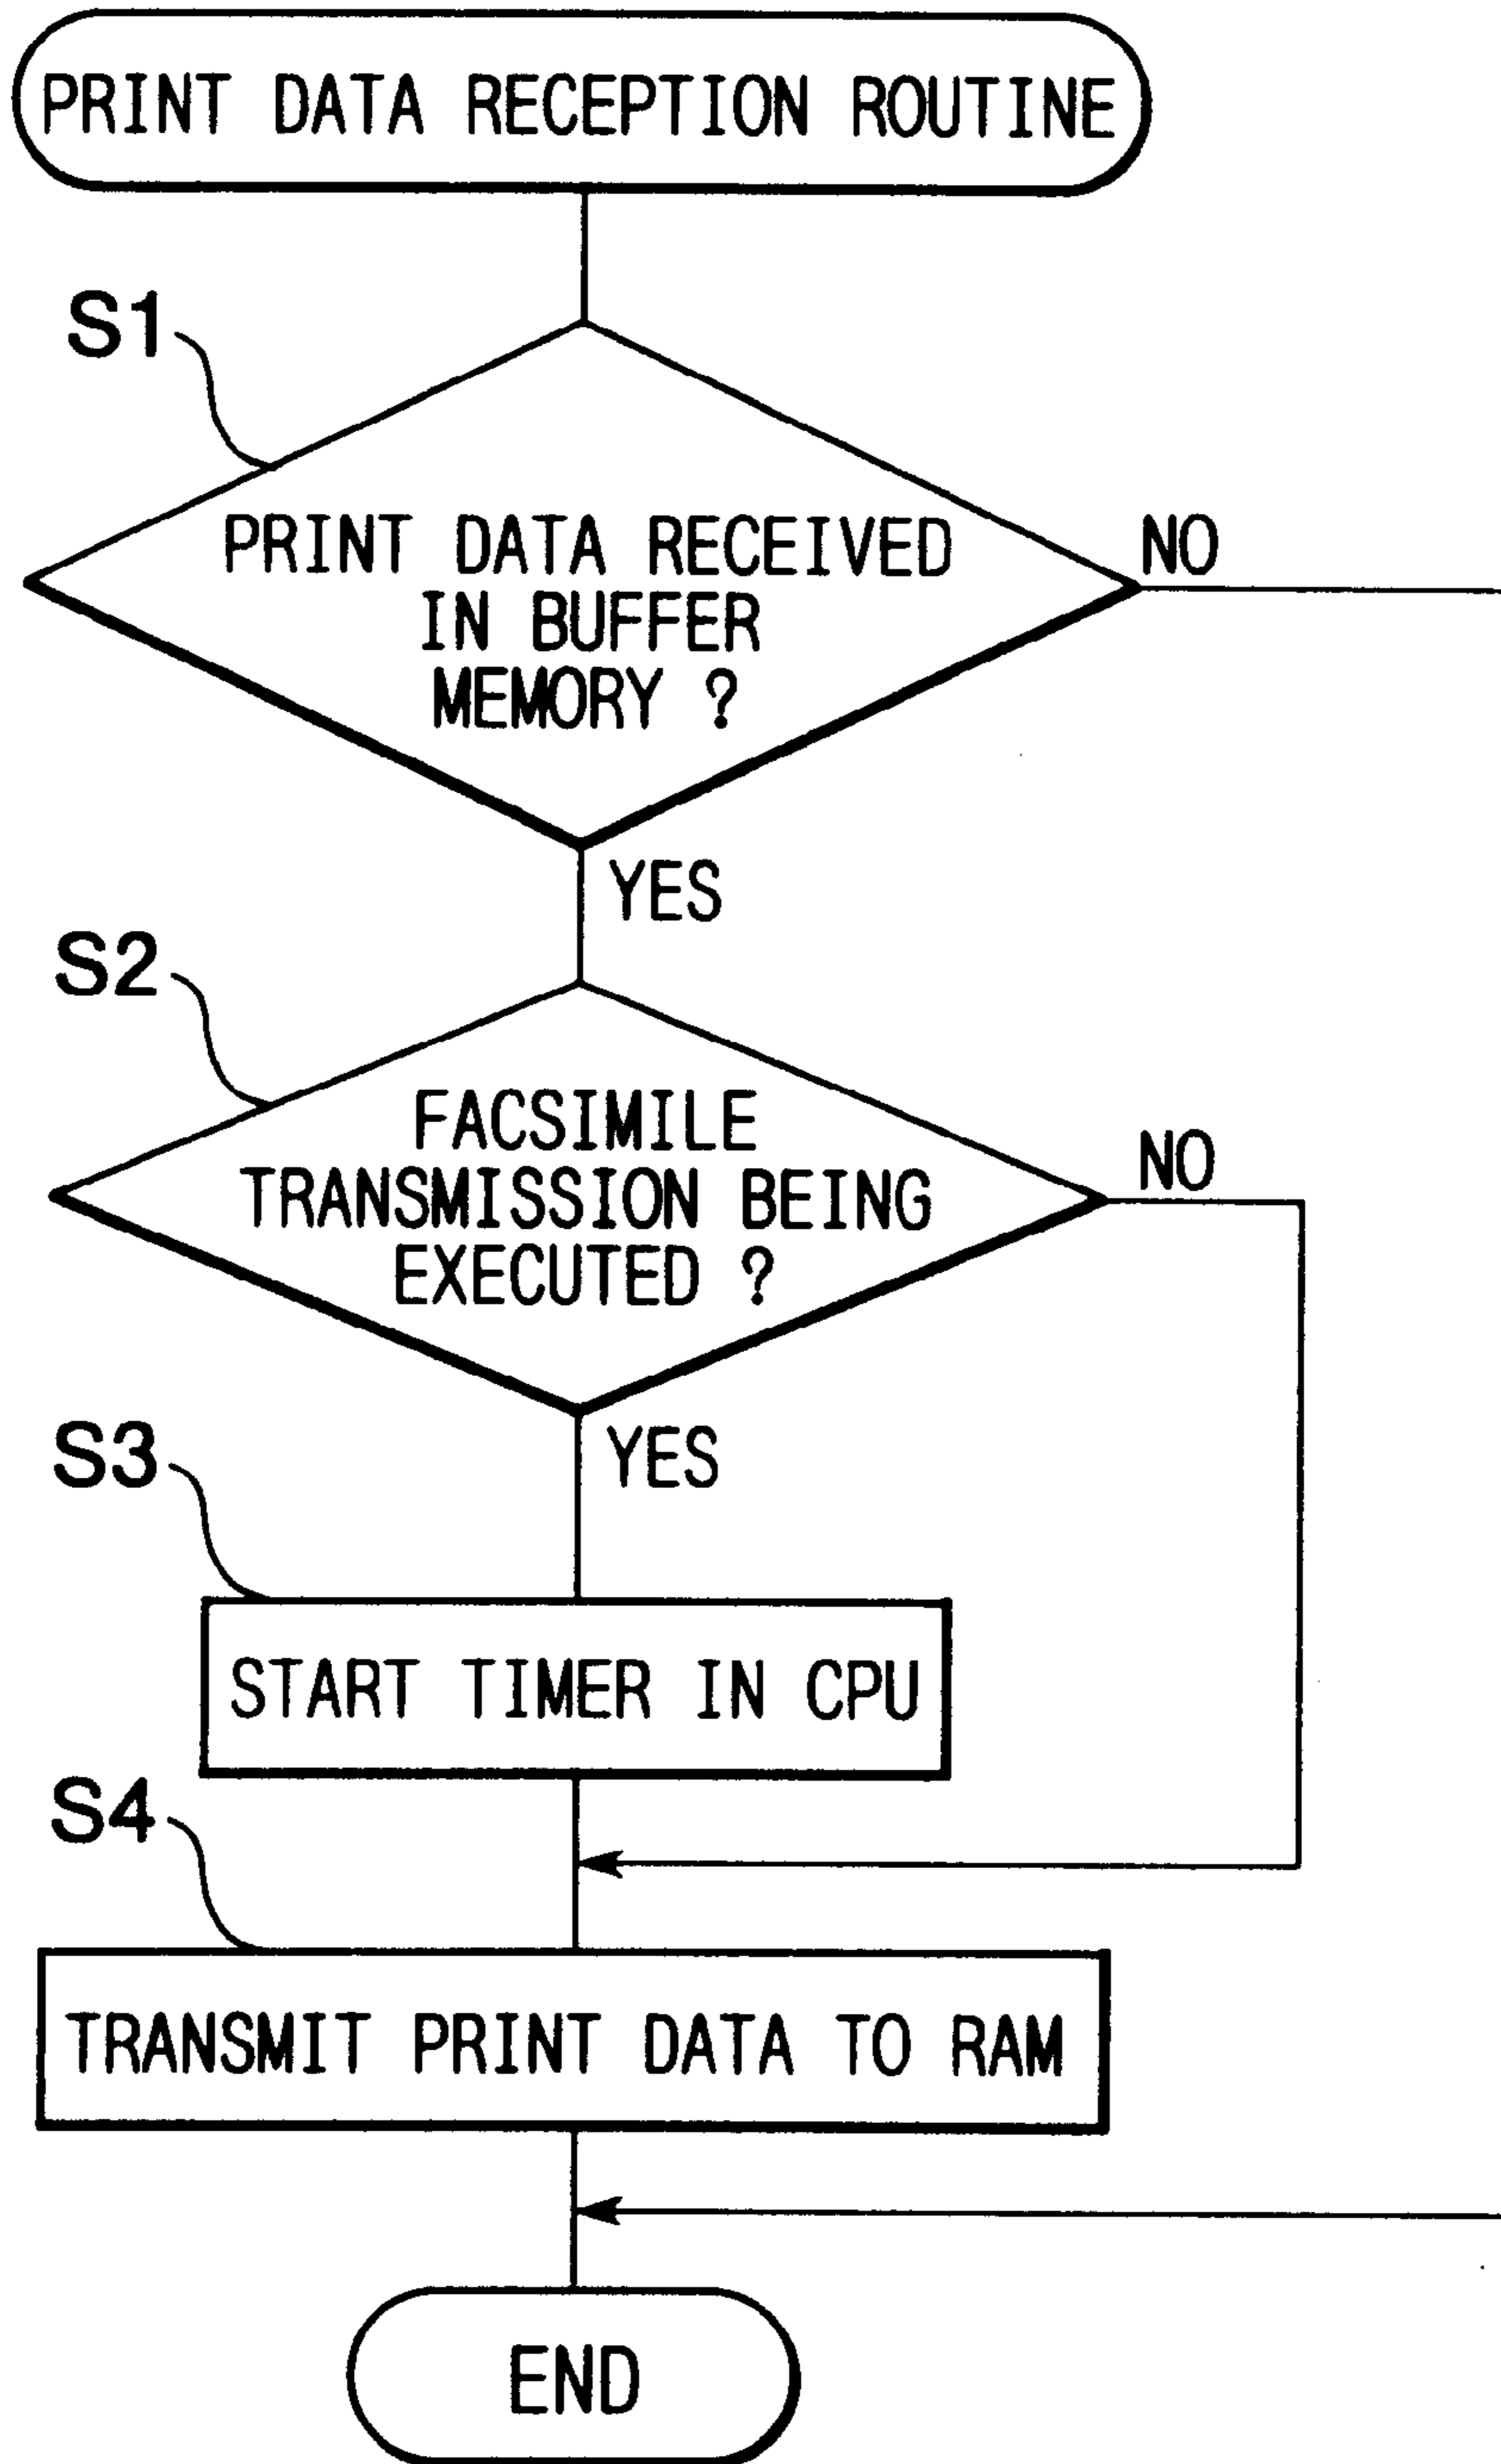 PRINT DATA RECEPTION ROUTINE
S1
PRINT DATA RECEIVED
IN BUFFER
MEMORY ?
NO
YES
S2
FACSIMILE
TRANSMISSION BEING
EXECUTED ?
NO
YES
S3
START TIMER IN CPU
S4
TRANSMIT PRINT DATA TO RAM
END